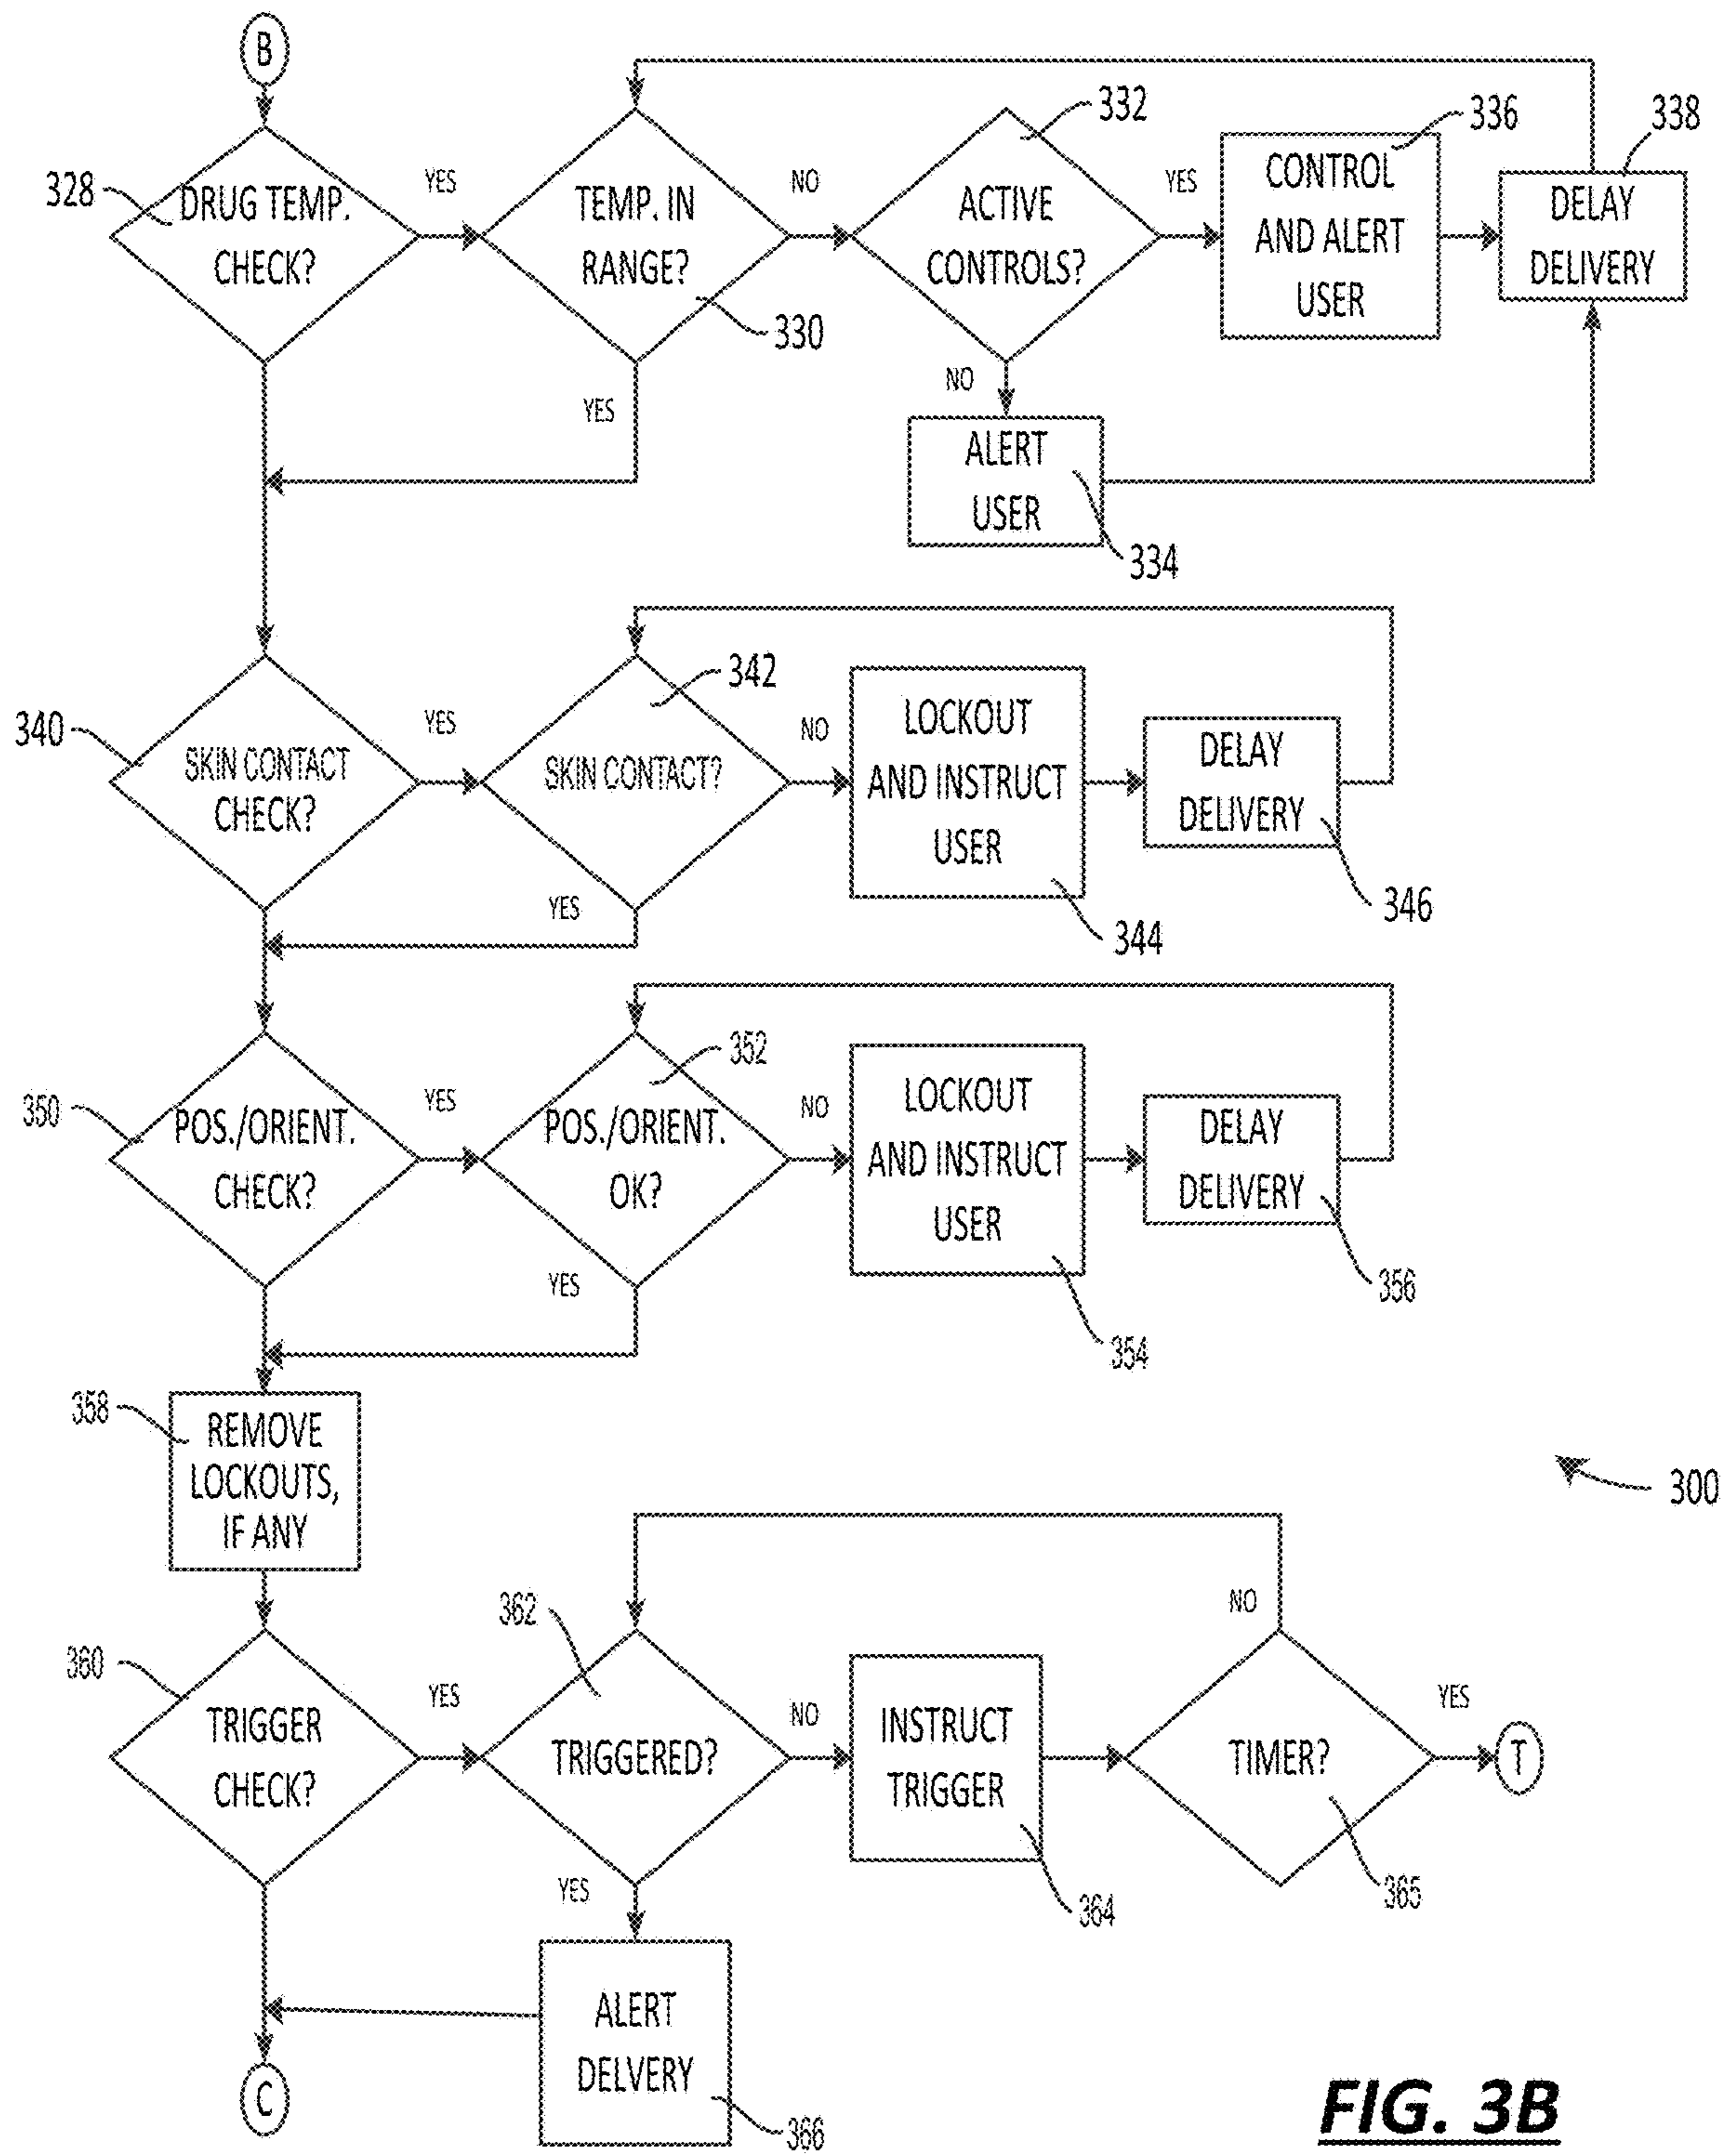 B
328
DRUG TEMP.
CHECK?
YES
TEMP. IN
RANGE?
330
YES
NO
332
ACTIVE
CONTROLS?
YES
NO
336
CONTROL
AND ALERT
USER
338
DELAY
DELIVERY
ALERT
USER
334
340
SKIN CONTACT
CHECK?
YES
342
SKIN CONTACT?
YES
NO
LOCKOUT
AND INSTRUCT
USER
344
DELAY
DELIVERY
346
350
POS./ORIENT.
CHECK?
YES
352
POS./ORIENT.
OK?
YES
NO
LOCKOUT
AND INSTRUCT
USER
354
DELAY
DELIVERY
356
358
REMOVE
LOCKOUTS,
IF ANY
300
360
TRIGGER
CHECK?
YES
362
TRIGGERED?
YES
NO
INSTRUCT
TRIGGER
364
NO
TIMER?
365
YES
T
ALERT
DELVERY
366
C
FIG. 3B